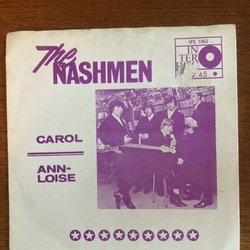 The
NASHMEN
IPS 1063
IN
TER
45
CAROL
ANN-
LOISE